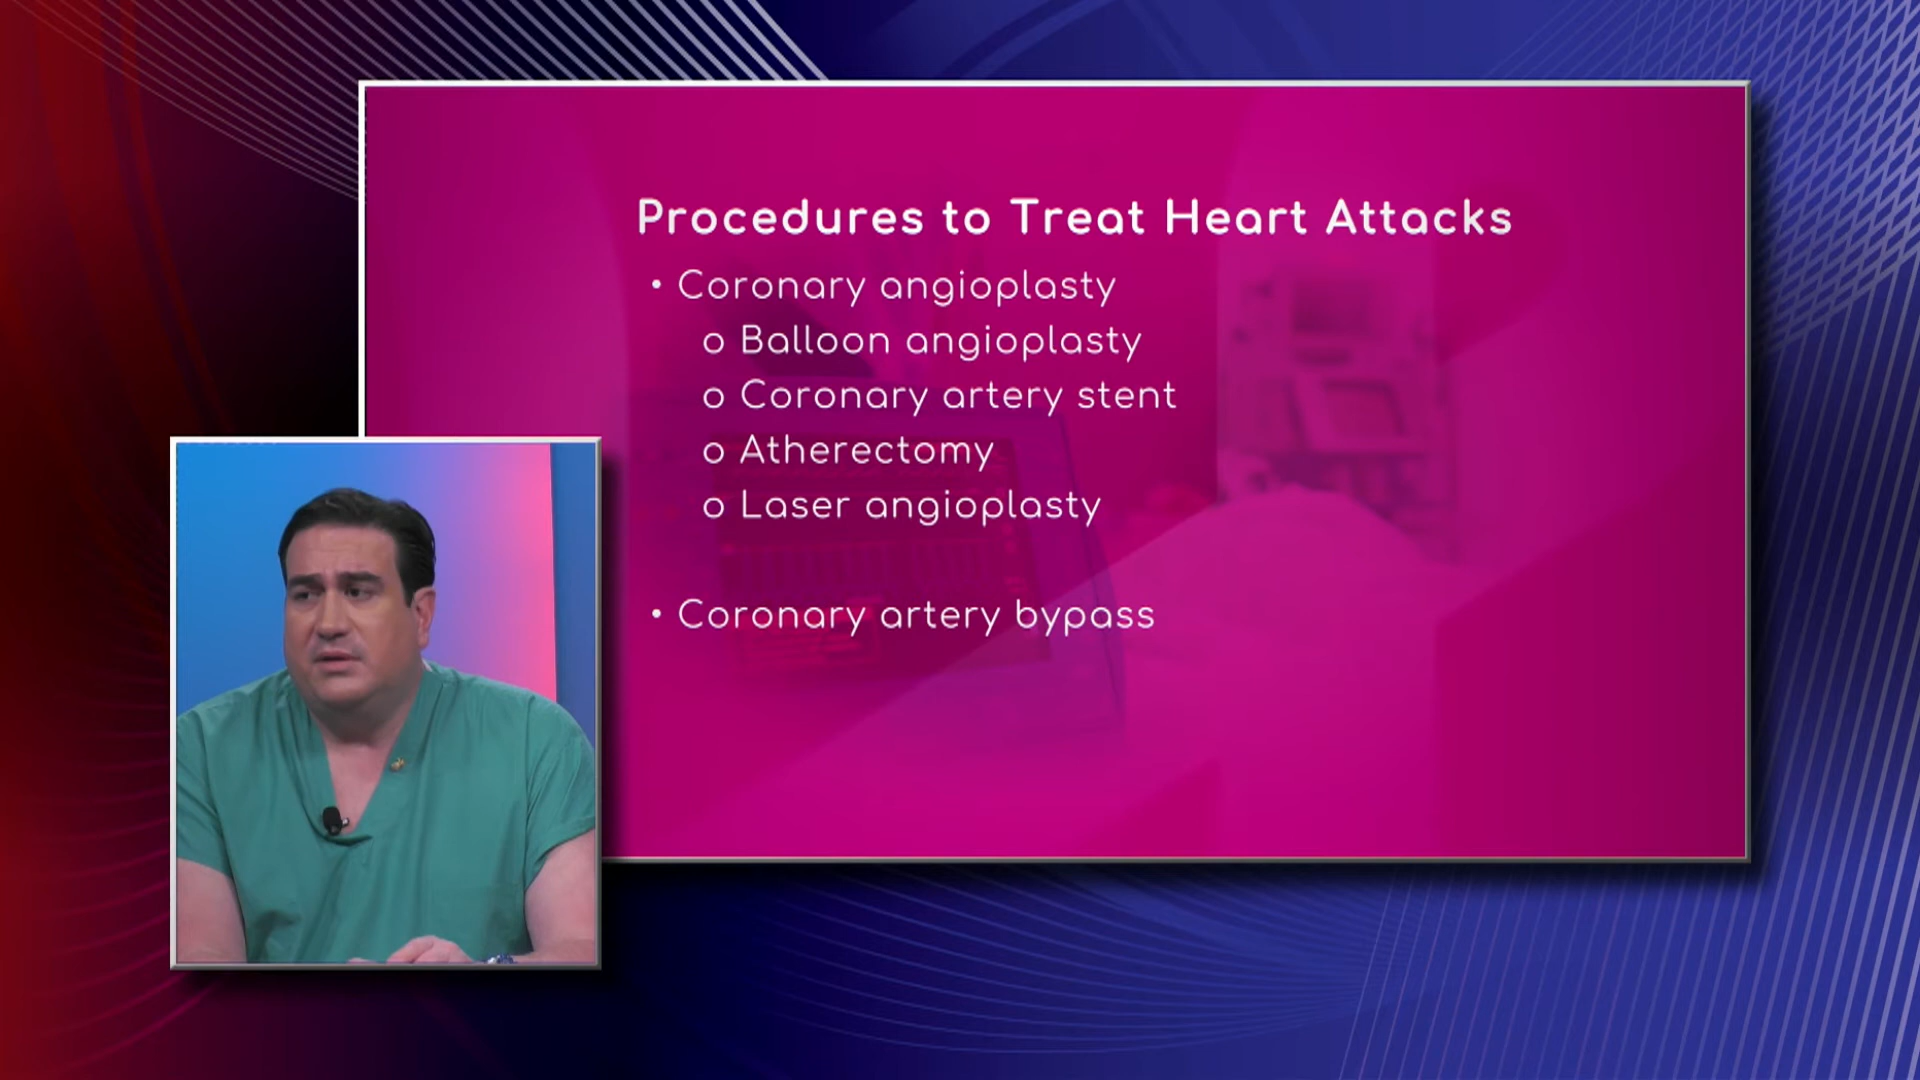 Procedures to Treat Heart Attacks
• Coronary angioplasty
o Balloon angioplasty
o Coronary artery stent
o Atherectomy
o Laser angioplasty
• Coronary artery bypass